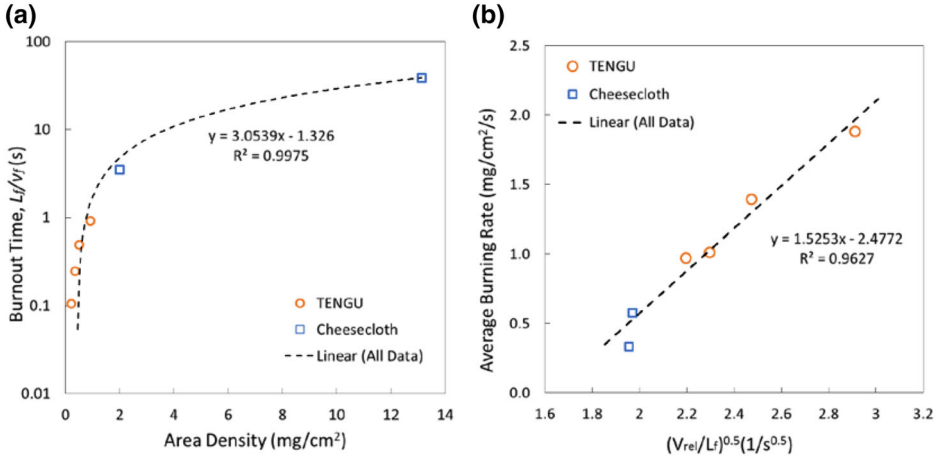 (a)
100
10
1
0.1
0.01
Burnout Time, Lf/vf (s)
y = 3.0539x - 1.326
R² = 0.9975
TENGU
Cheesecloth
Linear (All Data)
0 2 4 6 8 10 12 14
Area Density (mg/cm²)
(b)
2.5
2.0
1.5
1.0
0.5
0.0
Average Burning Rate (mg/cm²/s)
TENGU
Cheesecloth
Linear (All Data)
y = 1.5253x - 2.4772
R² = 0.9627
1.6 1.8 2 2.2 2.4 2.6 2.8 3 3.2
(Vrel/Lf)^0.5(1/s^0.5)